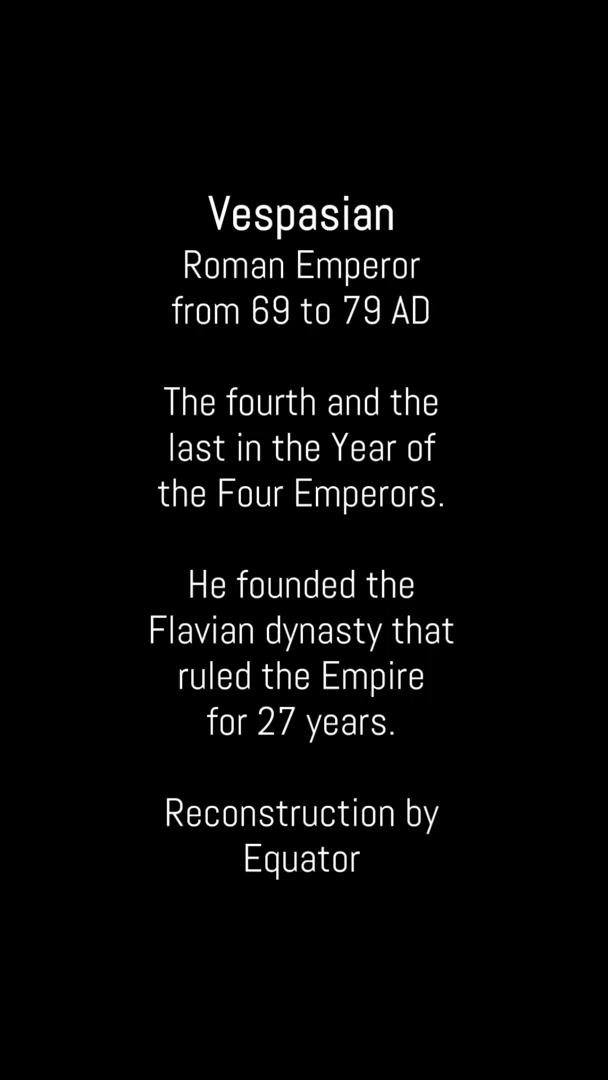 Vespasian
Roman Emperor
from 69 to 79 AD
The fourth and the
last in the Year of
the Four Emperors.
He founded the
Flavian dynasty that
ruled the Empire
for 27 years.
Reconstruction by
Equator